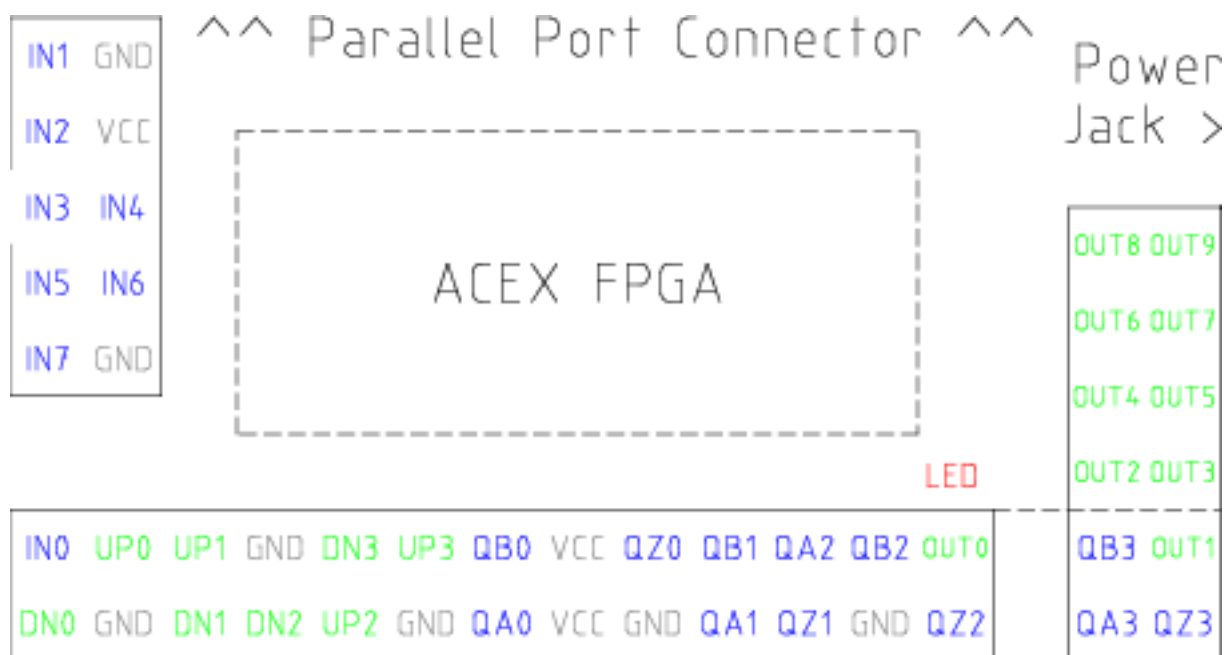 ^^ Parallel Port Connector ^^
Power
Jack >
IN1 GND
IN2 VCC
IN3 IN4
IN5 IN6
IN7 GND
ACEX FPGA
OUT8 OUT9
OUT6 OUT7
OUT4 OUT5
OUT2 OUT3
LED
IN0 UP0 UP1 GND DN3 UP3 QB0 VCC QZ0 QB1 QA2 QB2 OUT0
DN0 GND DN1 DN2 UP2 GND QA0 VCC GND QA1 QZ1 GND QZ2
QB3 OUT1
QA3 QZ3